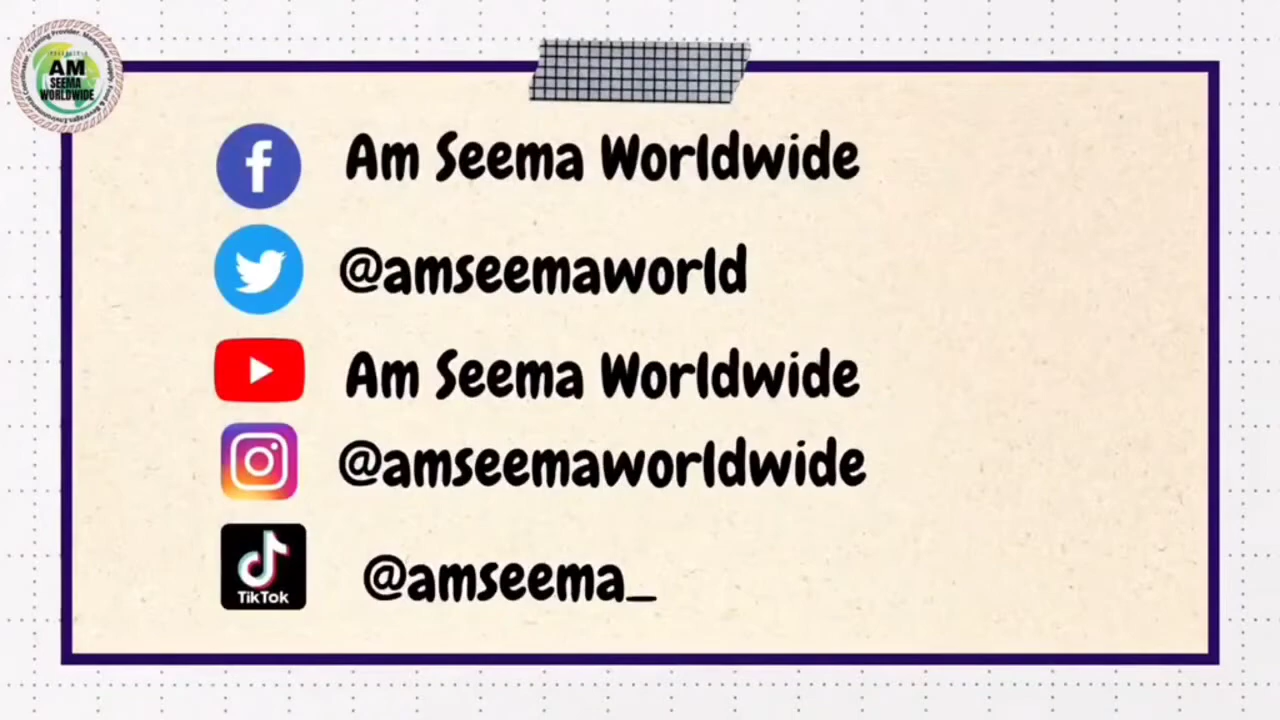 AM
SEEMA
WORLDWIDE
Am Seema Worldwide
@amseemaworld
Am Seema Worldwide
@amseemaworldwide
TikTok
@amseema_